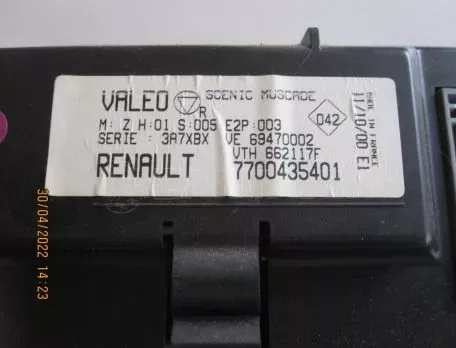 VALEO R SCENIC MUSCADE
M: Z H:01 S:005 E2P:003
SERIE : 3A7XBX VE 69470002
VTH 662117F
RENAULT 7700435401
042
MADE IN FRANCE
11/10/00 E1
30/04/2022 14:23